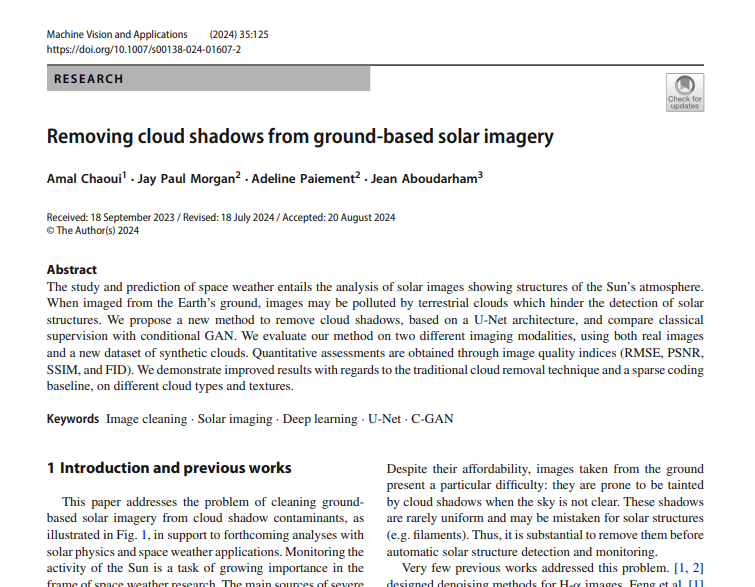 Machine Vision and Applications (2024) 35:125
https://doi.org/10.1007/s00138-024-01607-2
RESEARCH
Check for
updates
Removing cloud shadows from ground-based solar imagery
Amal Chaoui1 · Jay Paul Morgan2 · Adeline Paiement2 · Jean Aboudarham3
Received: 18 September 2023 / Revised: 18 July 2024 / Accepted: 20 August 2024
© The Author(s) 2024
Abstract
The study and prediction of space weather entails the analysis of solar images showing structures of the Sun's atmosphere.
When imaged from the Earth's ground, images may be polluted by terrestrial clouds which hinder the detection of solar
structures. We propose a new method to remove cloud shadows, based on a U-Net architecture, and compare classical
supervision with conditional GAN. We evaluate our method on two different imaging modalities, using both real images
and a new dataset of synthetic clouds. Quantitative assessments are obtained through image quality indices (RMSE, PSNR,
SSIM, and FID). We demonstrate improved results with regards to the traditional cloud removal technique and a sparse coding
baseline, on different cloud types and textures.
Keywords Image cleaning · Solar imaging · Deep learning · U-Net · C-GAN
1 Introduction and previous works
This paper addresses the problem of cleaning ground-
based solar imagery from cloud shadow contaminants, as
illustrated in Fig. 1, in support to forthcoming analyses with
solar physics and space weather applications. Monitoring the
activity of the Sun is a task of growing importance in the
frame of space weather research. The main sources of severe
Despite their affordability, images taken from the ground
present a particular difficulty: they are prone to be tainted
by cloud shadows when the sky is not clear. These shadows
are rarely uniform and may be mistaken for solar structures
(e.g. filaments). Thus, it is substantial to remove them before
automatic solar structure detection and monitoring.
Very few previous works addressed this problem. [1, 2]
designed denoising methods for H-α images. Feng et al. [1]